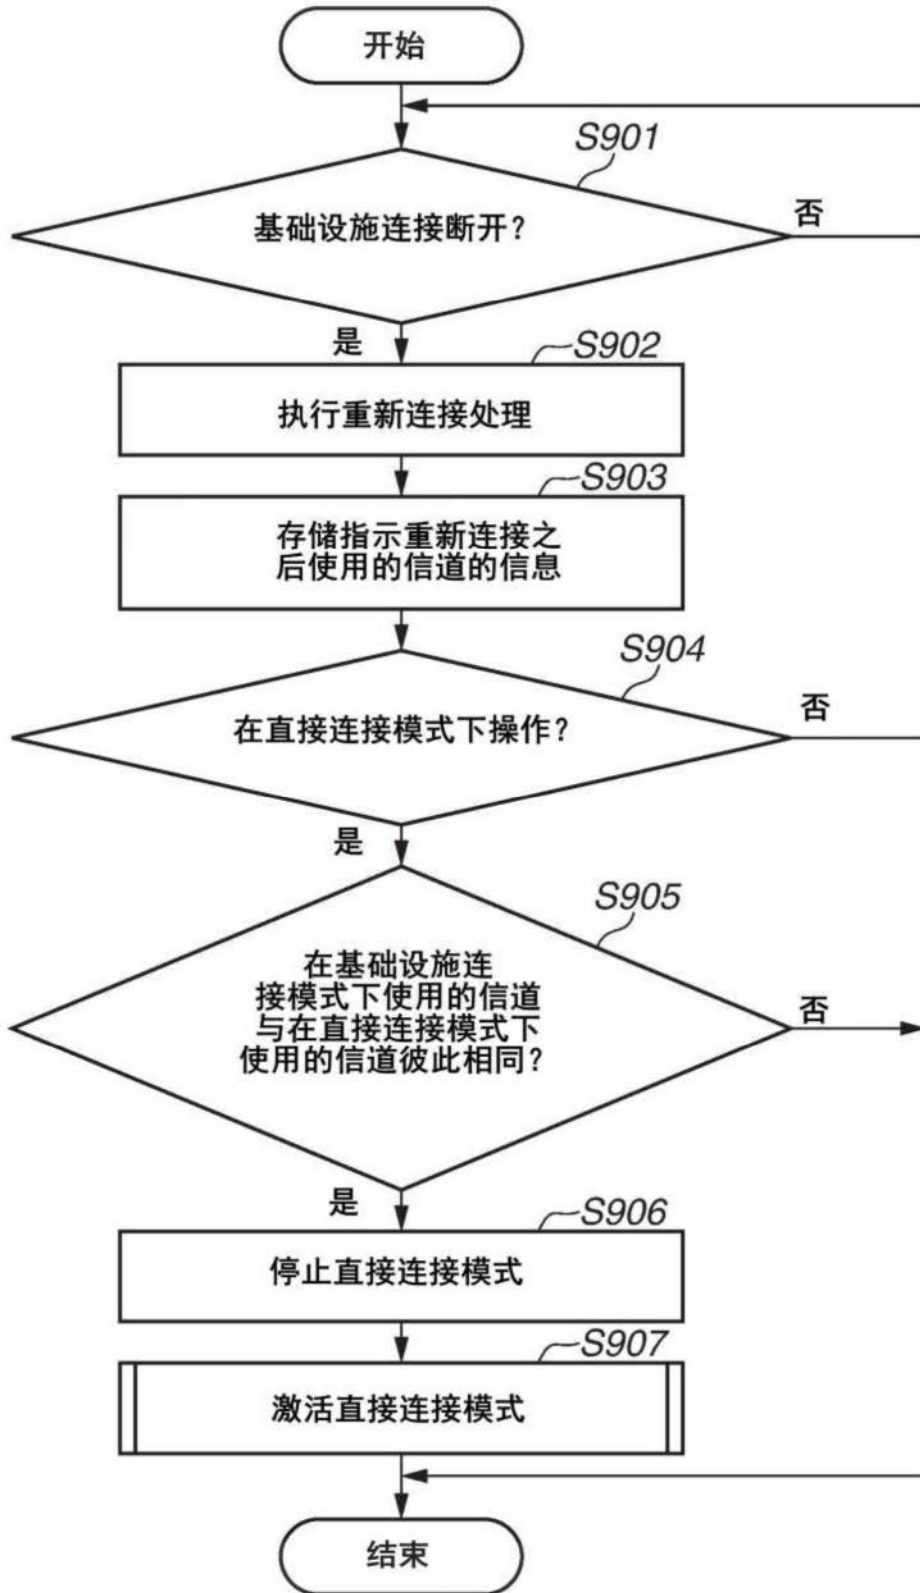 开始
S901
基础设施连接断开?
否
是
S902
执行重新连接处理
S903
存储指示重新连接之
后使用的信道的信息
S904
在直接连接模式下操作?
否
是
S905
在基础设施连
接模式下使用的信道
与在直接连接模式下
使用的信道彼此相同?
否
是
S906
停止直接连接模式
S907
激活直接连接模式
结束